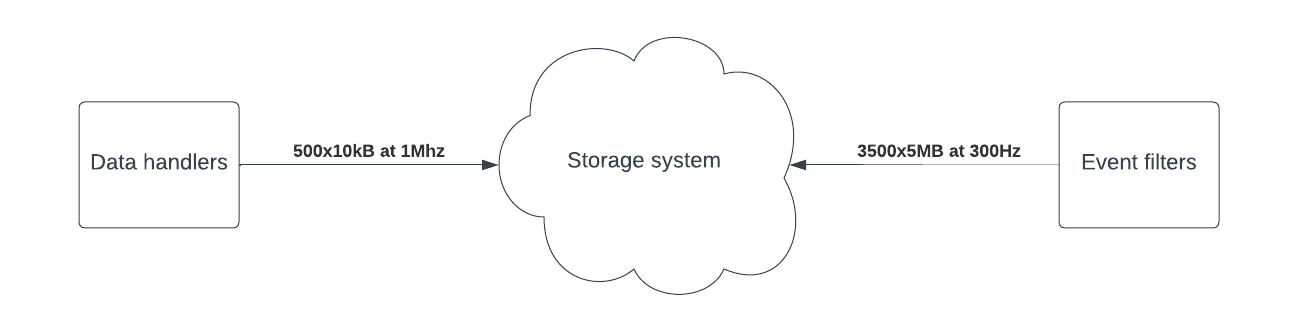 Data handlers
500x10kB at 1Mhz
Storage system
3500x5MB at 300Hz
Event filters